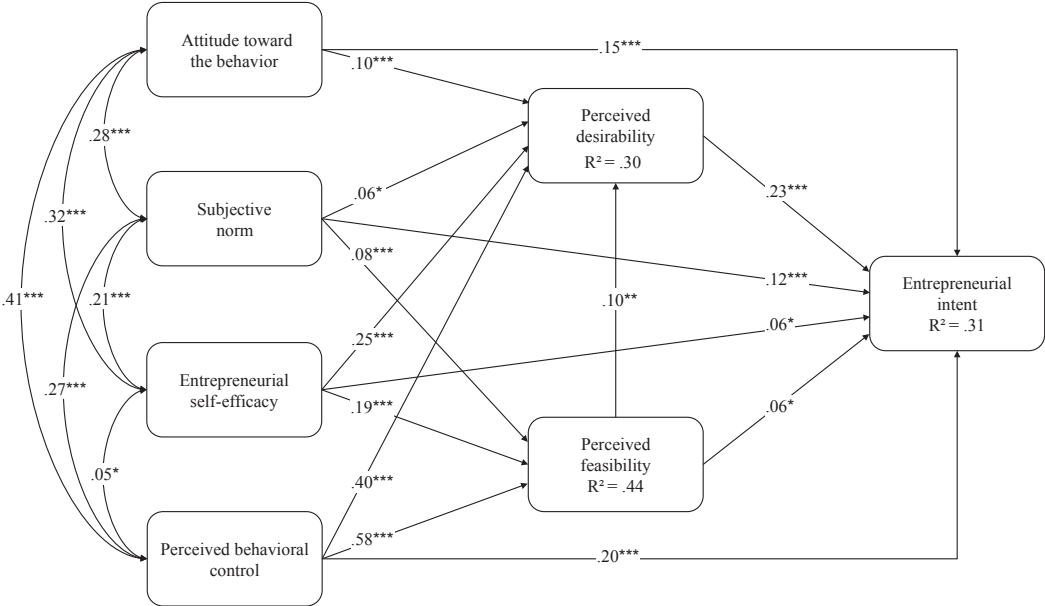 Attitude toward
the behavior
.15***
.10***
Perceived
desirability
R² = .30
.28***
.06*
.23***
Subjective
norm
.32***
.08***
.12***
Entrepreneurial
intent
R² = .31
.41***
.21***
.10**
.06*
.25***
.27***
Entrepreneurial
self-efficacy
.19***
.06*
Perceived
feasibility
R² = .44
.05*
.40***
.58***
Perceived behavioral
control
.20***